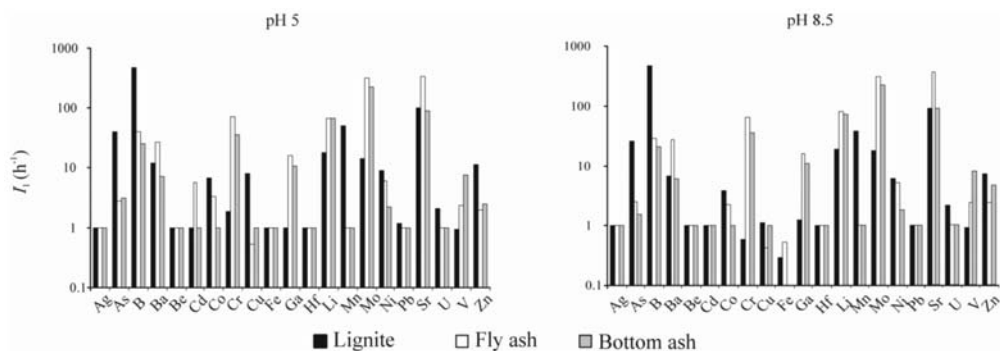 pH 5
pH 8.5
I₁ (h⁻¹)
1000
100
10
1
0.1
Ag As B Ba Be Cd Co Cr Cu Fe Ga Hf Li Mn Mo Ni Pb Sr U V Zn
1000
100
10
1
0.1
Ag As B Ba Be Cd Co Cr Cu Fe Ga Hf Li Mn Mo Ni Pb Sr U V Zn
Lignite Fly ash Bottom ash